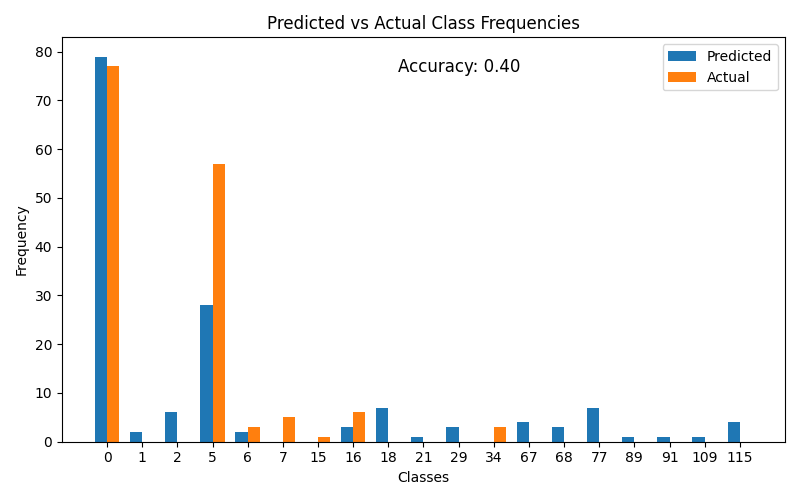 Predicted vs Actual Class Frequencies
Accuracy: 0.40
Predicted
Actual
Frequency
80
70
60
50
40
30
20
10
0
0 1 2 5 6 7 15 16 18 21 29 34 67 68 77 89 91 109 115
Classes